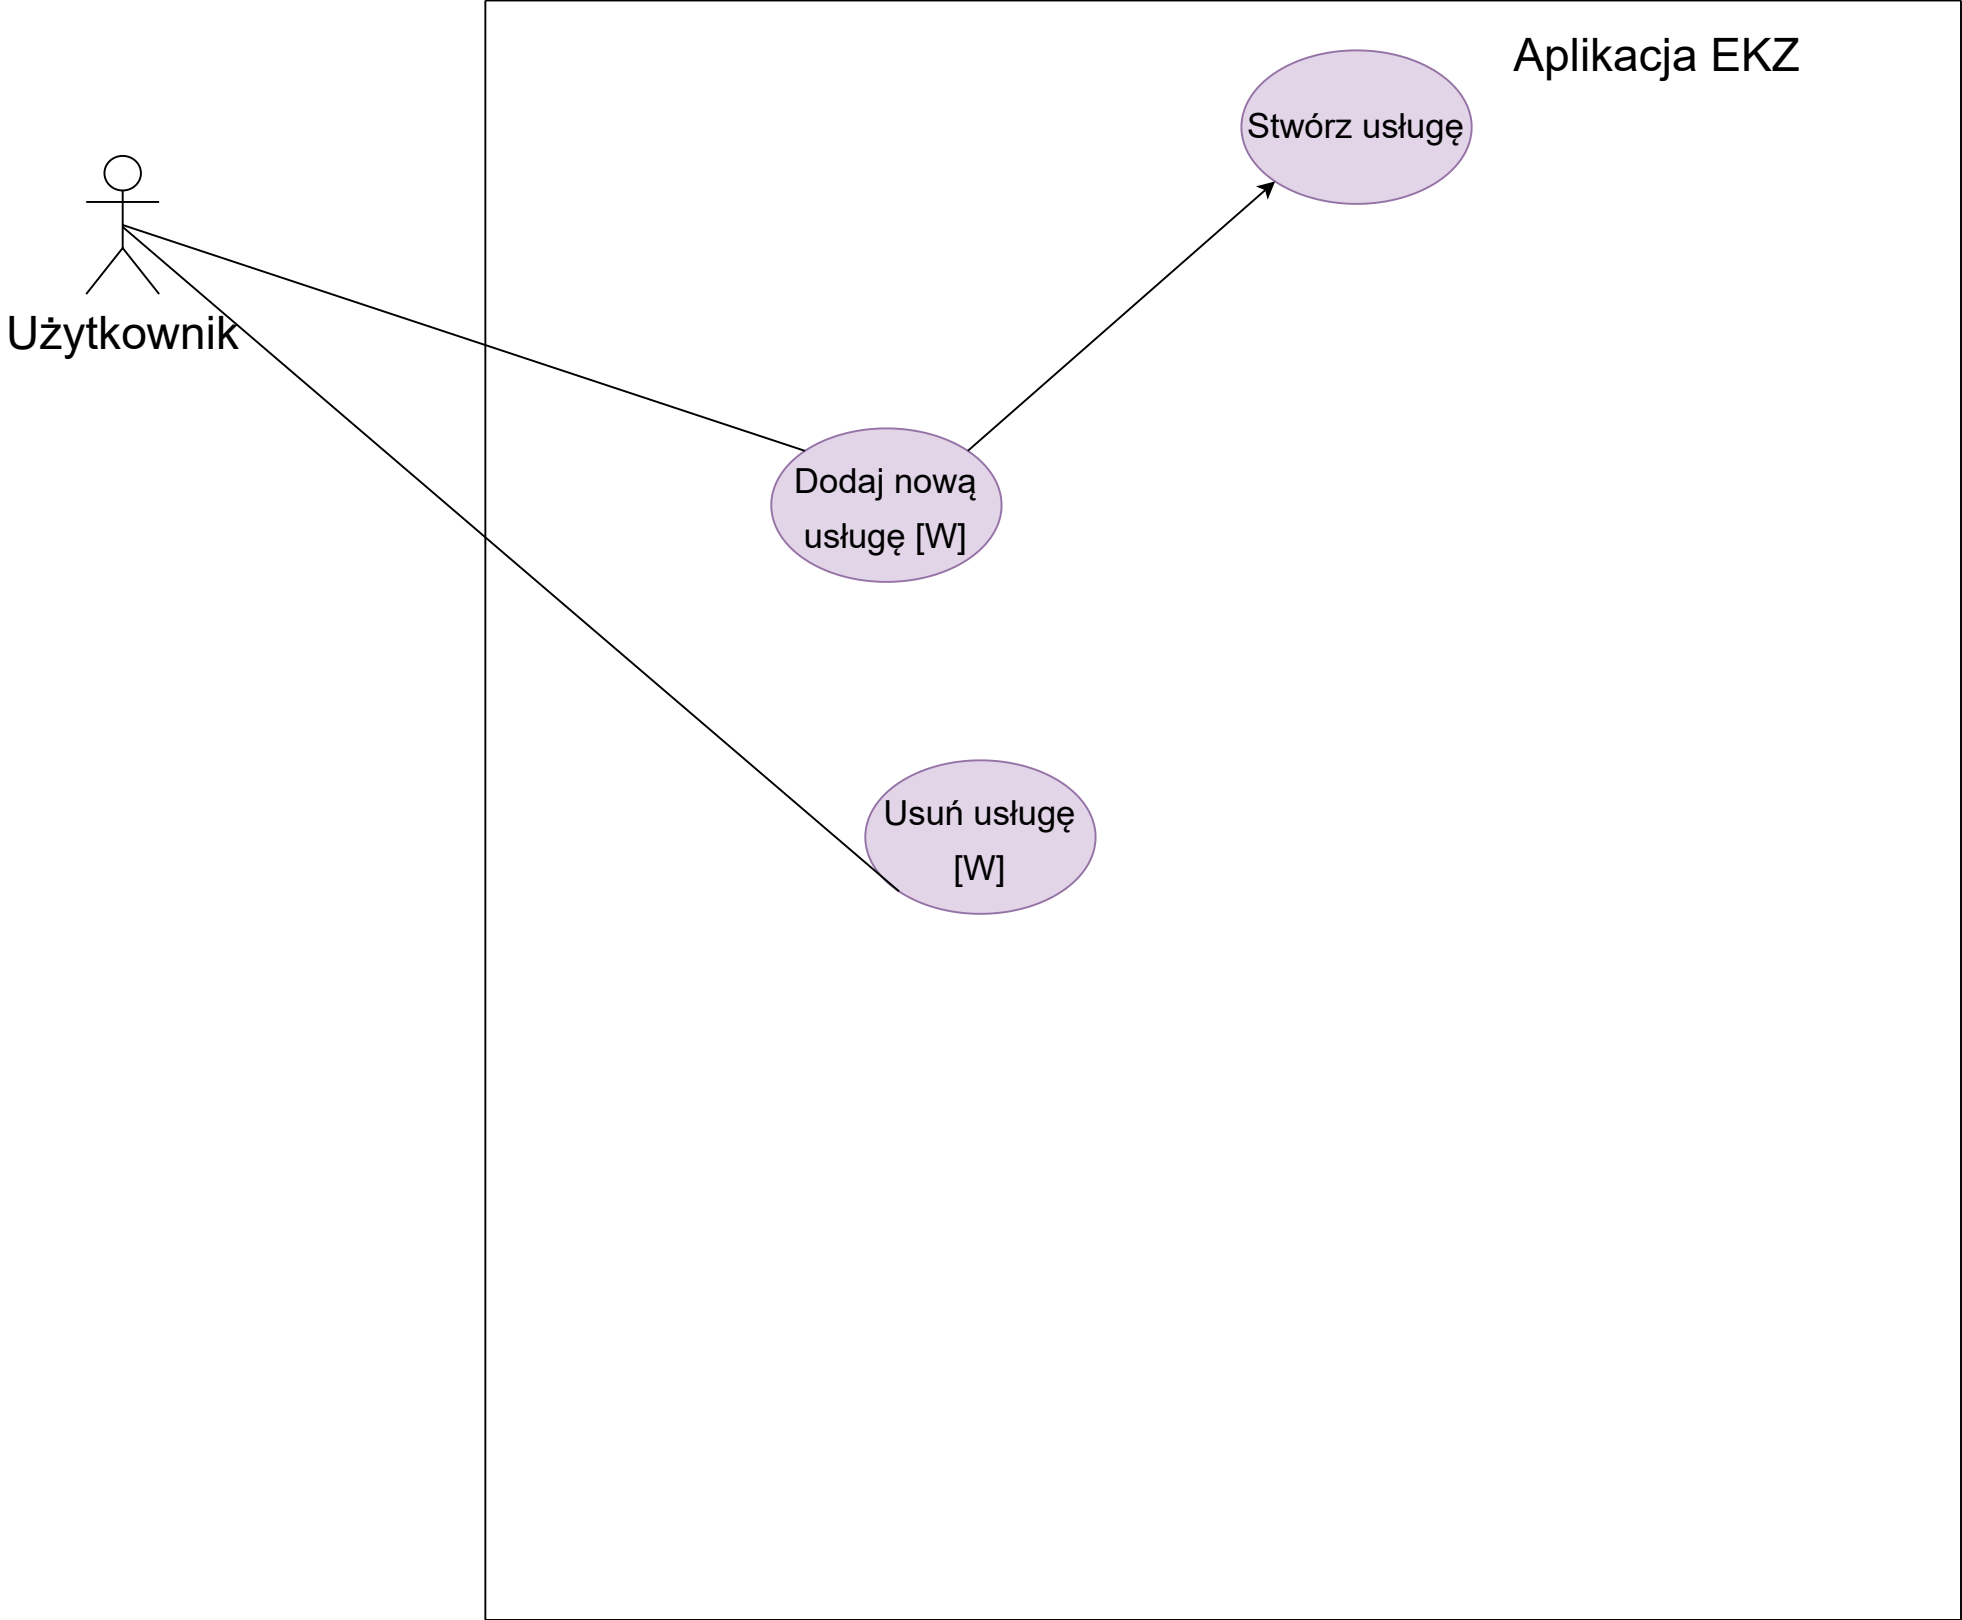 Aplikacja EKZ
Stwórz usługę
Użytkownik
Dodaj nową
usługę [W]
Usuń usługę
[W]